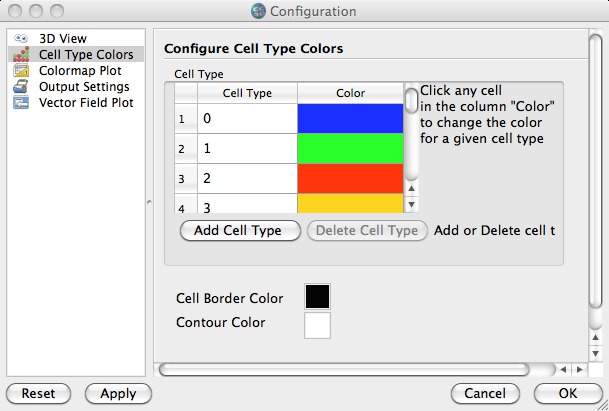 Configuration
3D View
Cell Type Colors
Colormap Plot
Output Settings
Vector Field Plot
Configure Cell Type Colors
Cell Type
Cell Type Color
1 0
2 1
3 2
4 3
Click any cell
in the column "Color"
to change the color
for a given cell type
Add Cell Type Delete Cell Type Add or Delete cell t
Cell Border Color
Contour Color
Reset Apply Cancel OK